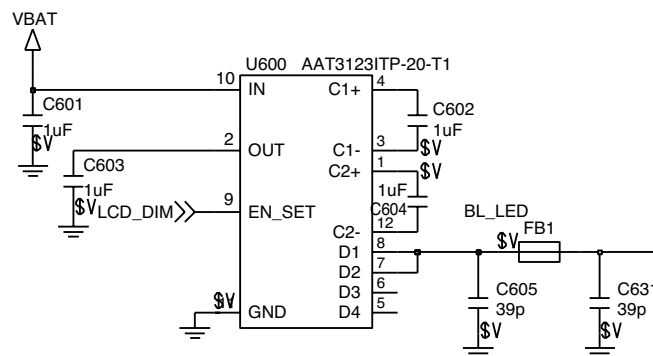 VBAT
U600 AAT3123ITP-20-T1
10 IN C1+ 4
C601
1uF
$V
C602
1uF
$V
2 OUT C1- 3
C2+ 1
$V
C603
1uF
$V
1uF
C604
LCD_DIM 9 EN_SET
C2- 12
BL_LED
D1 8
$V
FB1
D2 7
D3 6
D4 5
$V
GND
C605
39p
$V
C631
39p
$V